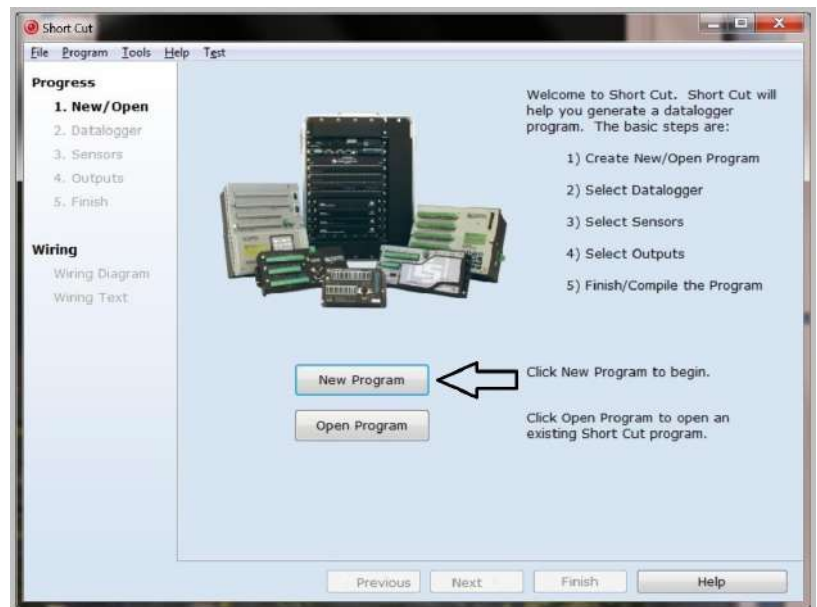 Short Cut
File Program Tools Help Test
Progress
1. New/Open
2. Datalogger
3. Sensors
4. Outputs
5. Finish
Wiring
Wiring Diagram
Wiring Text
Welcome to Short Cut. Short Cut will
help you generate a datalogger
program. The basic steps are:
1) Create New/Open Program
2) Select Datalogger
3) Select Sensors
4) Select Outputs
5) Finish/Compile the Program
New Program
Click New Program to begin.
Open Program
Click Open Program to open an
existing Short Cut program.
Previous Next Finish Help